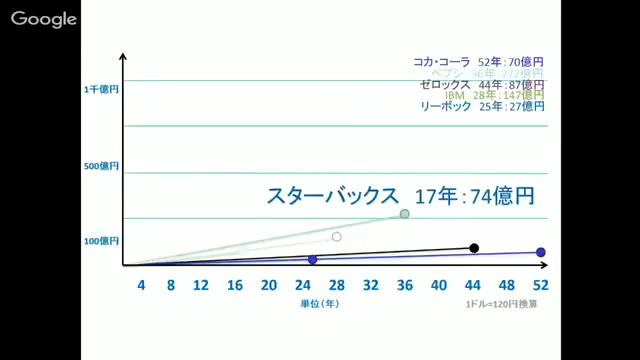 Google
コカ・コーラ 52年：70億円
ペプシ 36年：272億円
ゼロックス 44年：87億円
IBM 28年：147億円
リーボック 25年：27億円
1千億円
500億円
スターバックス 17年：74億円
100億円
4 8 12 16 20 24 28 32 36 40 44 48 52
単位（年）
1ドル=120円換算